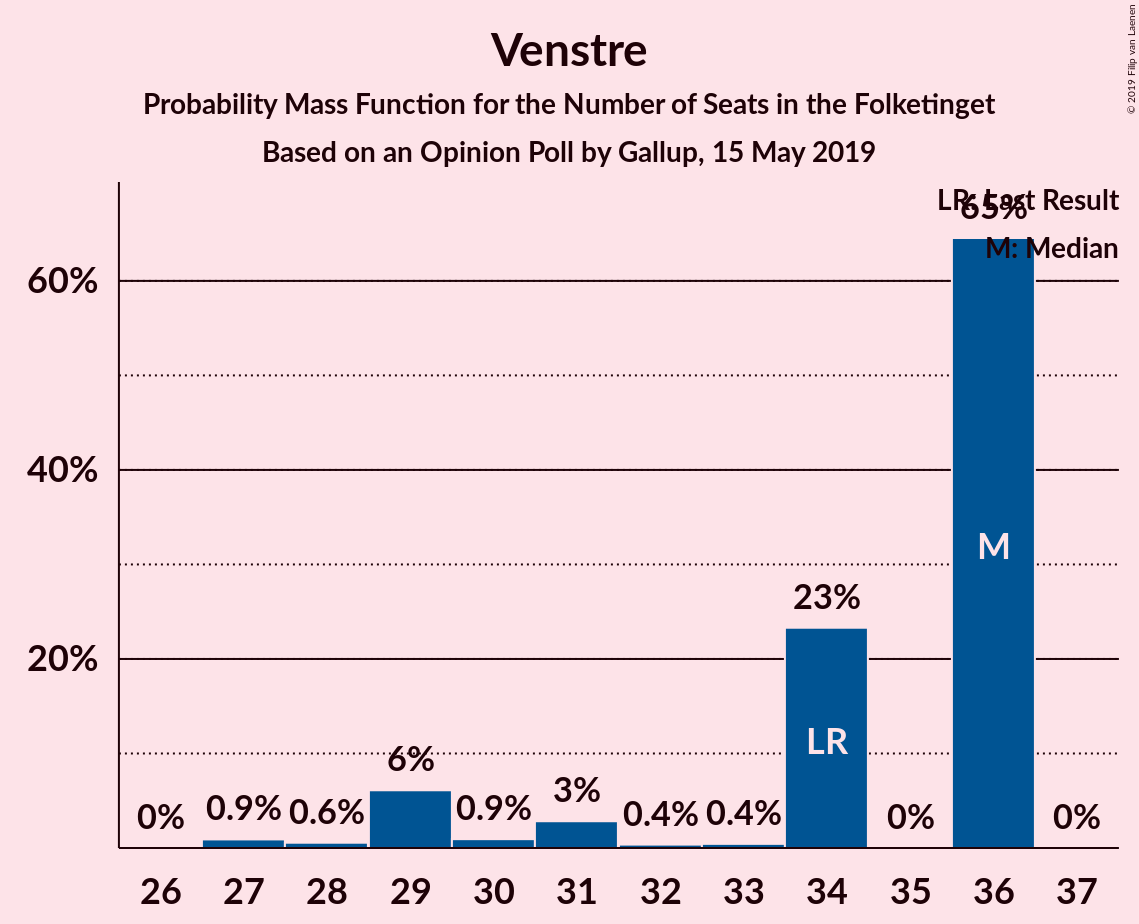 Venstre
Probability Mass Function for the Number of Seats in the Folketinget
Based on an Opinion Poll by Gallup, 15 May 2019
© 2019 Filip van Laenen
LR: Last Result
M: Median
65%
60%
40%
20%
M
23%
LR
6%
3%
0%
0.9%
0.6%
0.9%
0.4%
0.4%
0%
0%
26 27 28 29 30 31 32 33 34 35 36 37